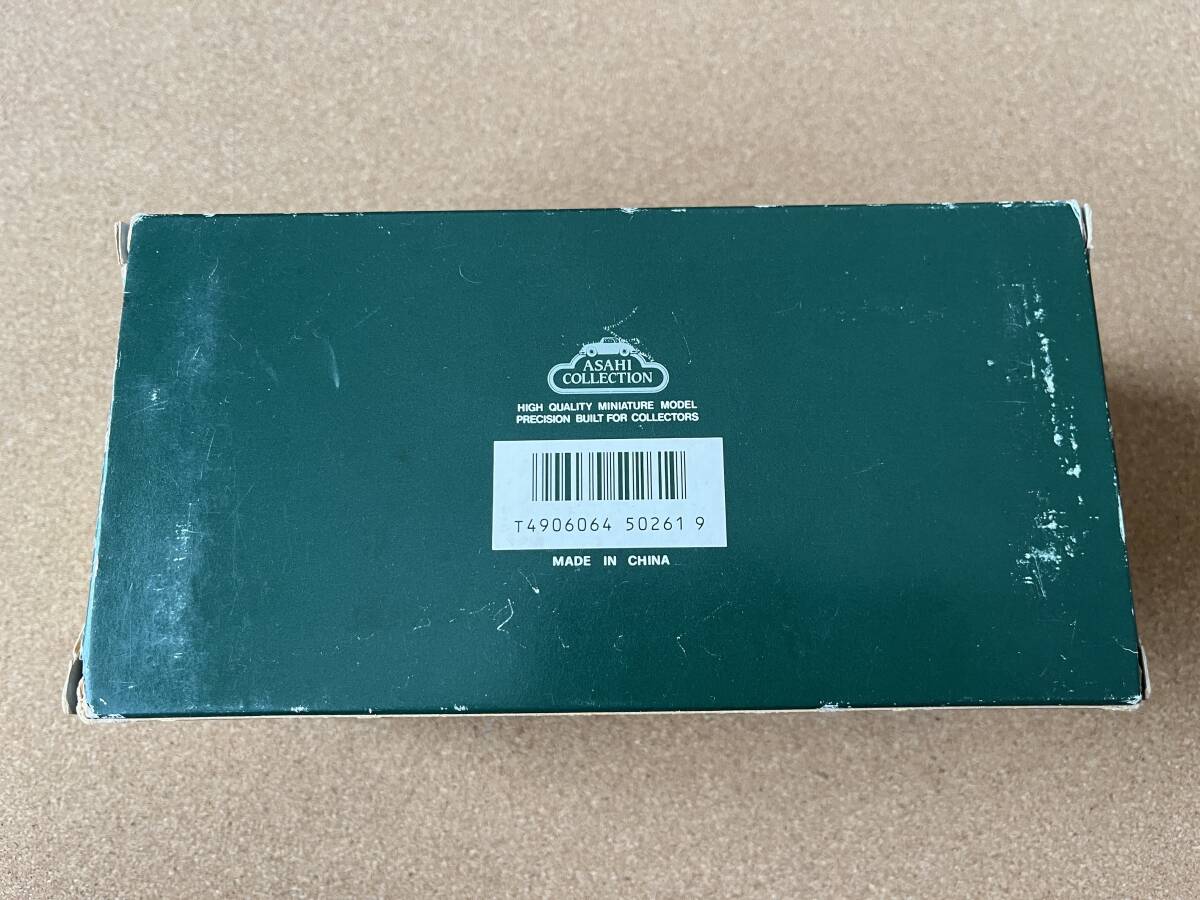 ASAHI
COLLECTION
HIGH QUALITY MINIATURE MODEL
PRECISION BUILT FOR COLLECTORS
T4906064 50261 9
MADE IN CHINA